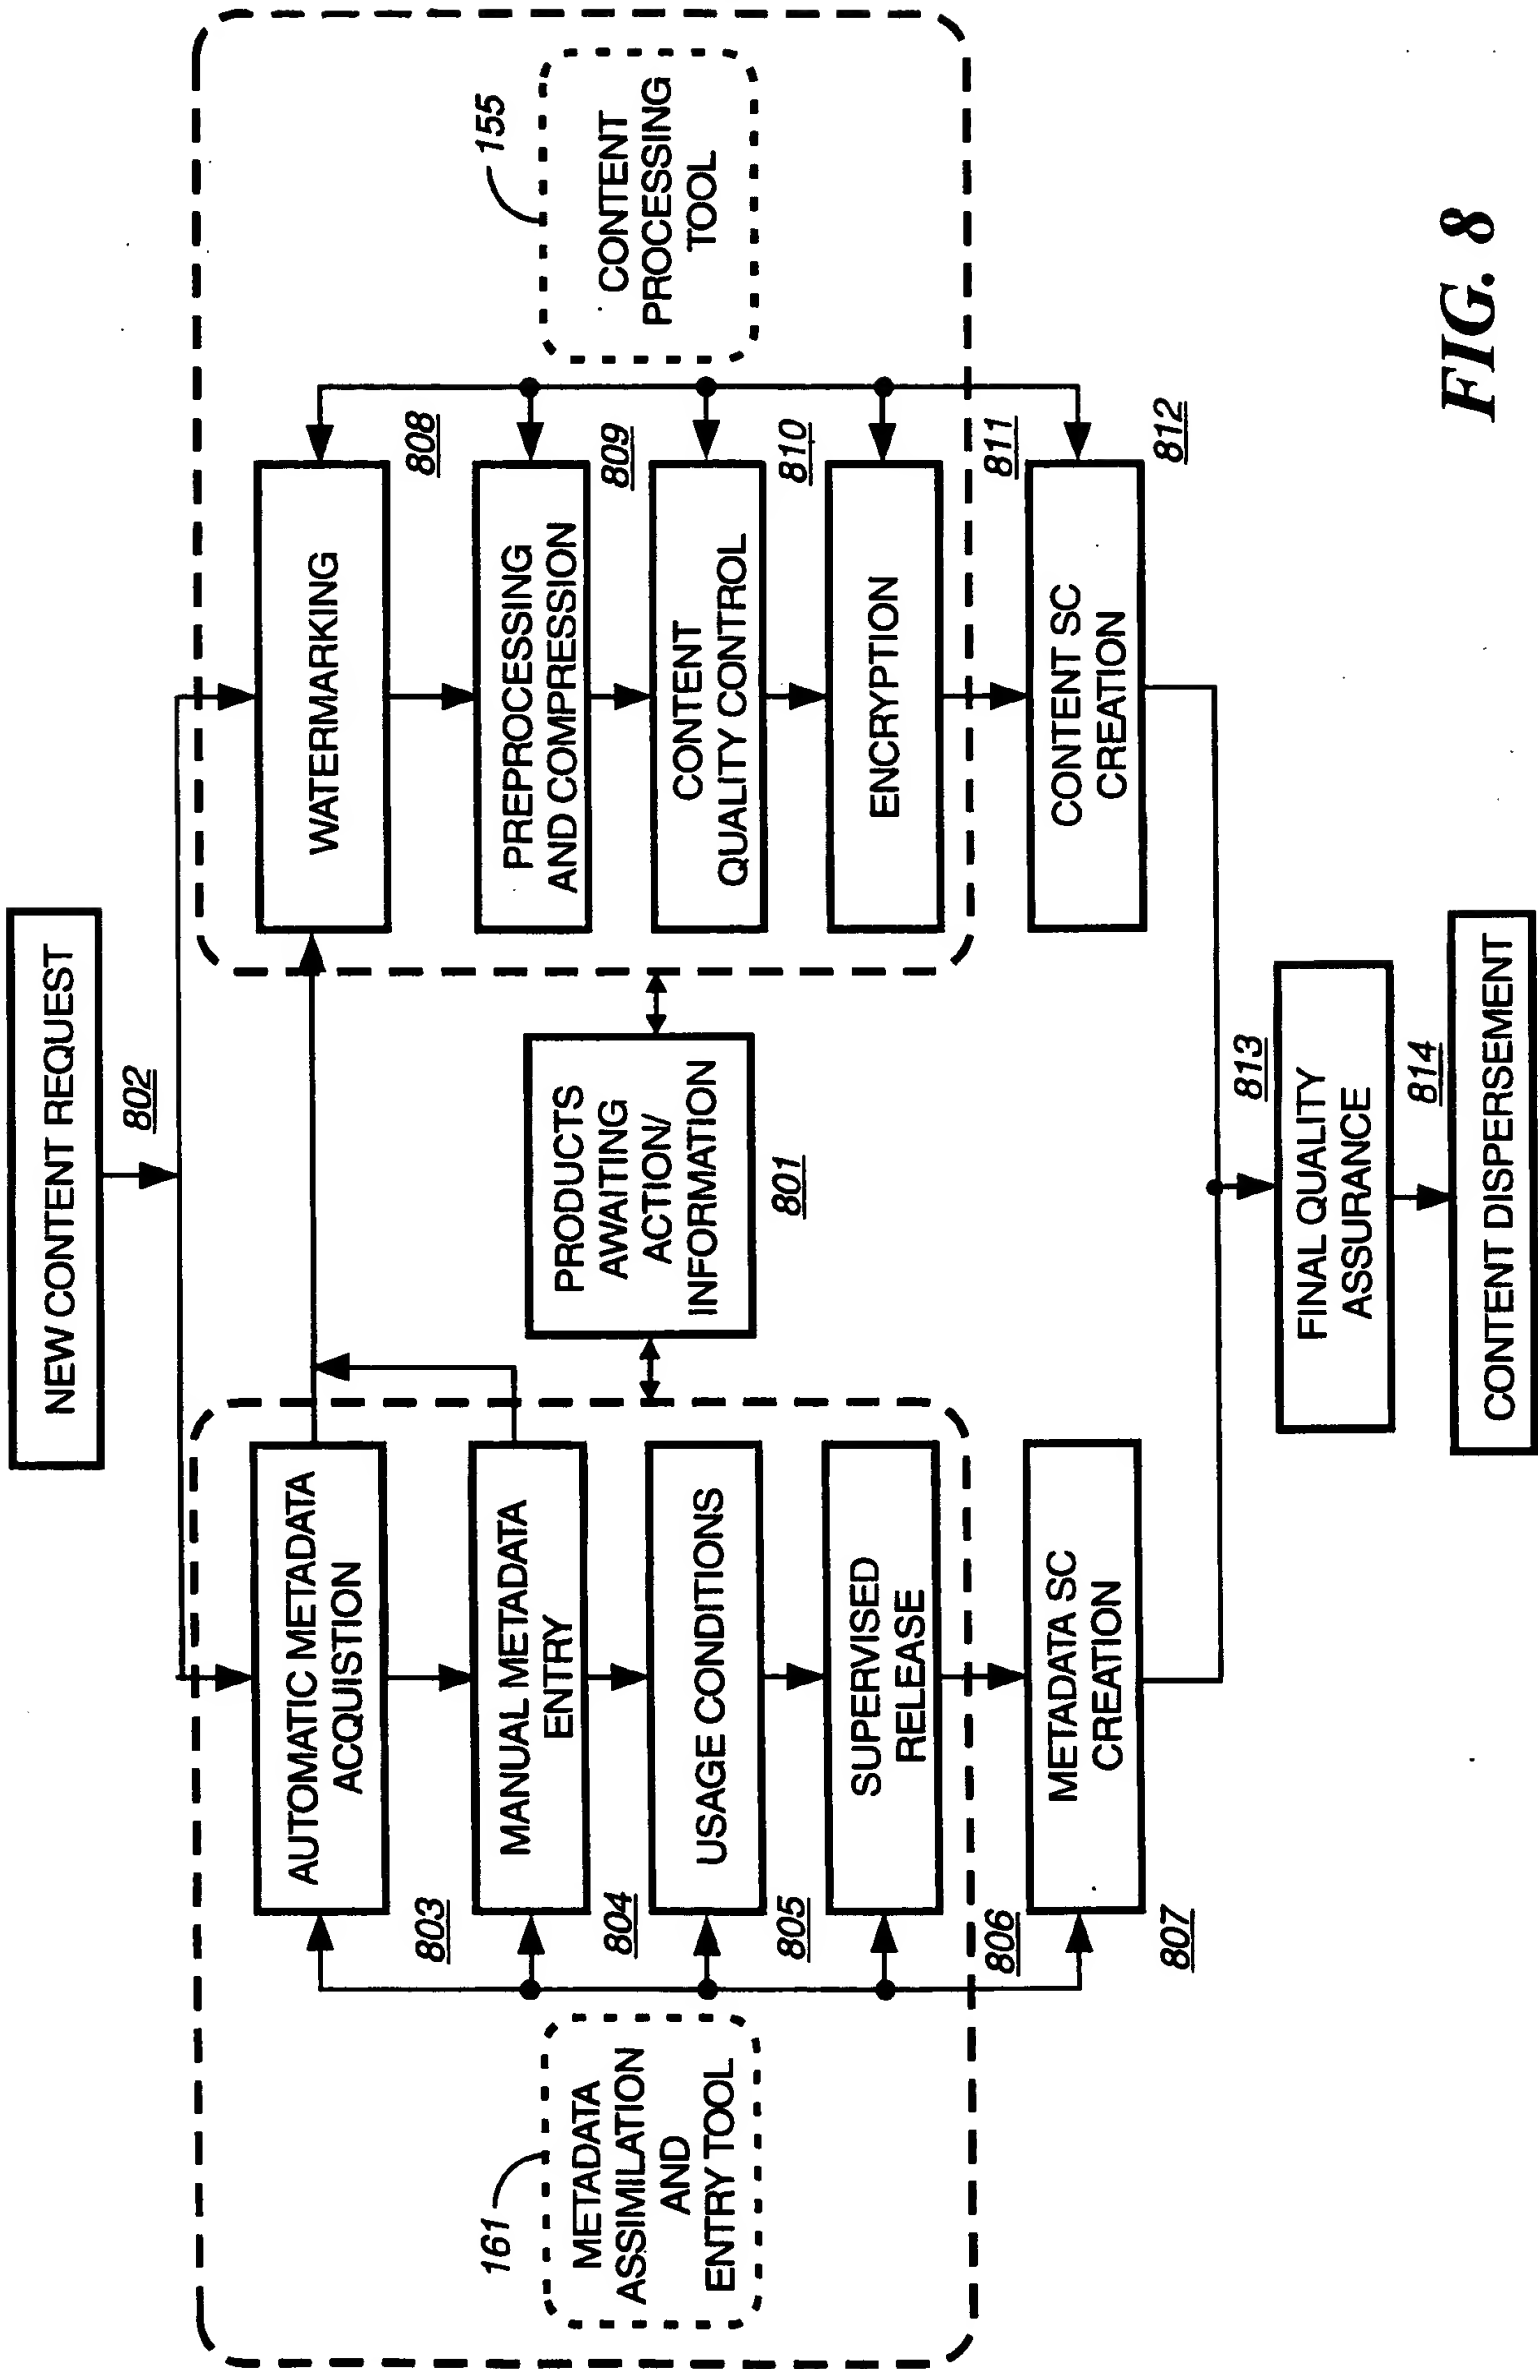 NEW CONTENT REQUEST
802
161
METADATA
ASSIMILATION
AND
ENTRY TOOL
AUTOMATIC METADATA
ACQUISTION
803
MANUAL METADATA
ENTRY
804
USAGE CONDITIONS
805
SUPERVISED
RELEASE
806
METADATA SC
CREATION
807
PRODUCTS
AWAITING
ACTION/
INFORMATION
801
WATERMARKING
808
PREPROCESSING
AND COMPRESSION
809
CONTENT
QUALITY CONTROL
810
ENCRYPTION
811
CONTENT SC
CREATION
812
155
CONTENT
PROCESSING
TOOL
813
FINAL QUALITY
ASSURANCE
814
CONTENT DISPERSEMENT
FIG. 8